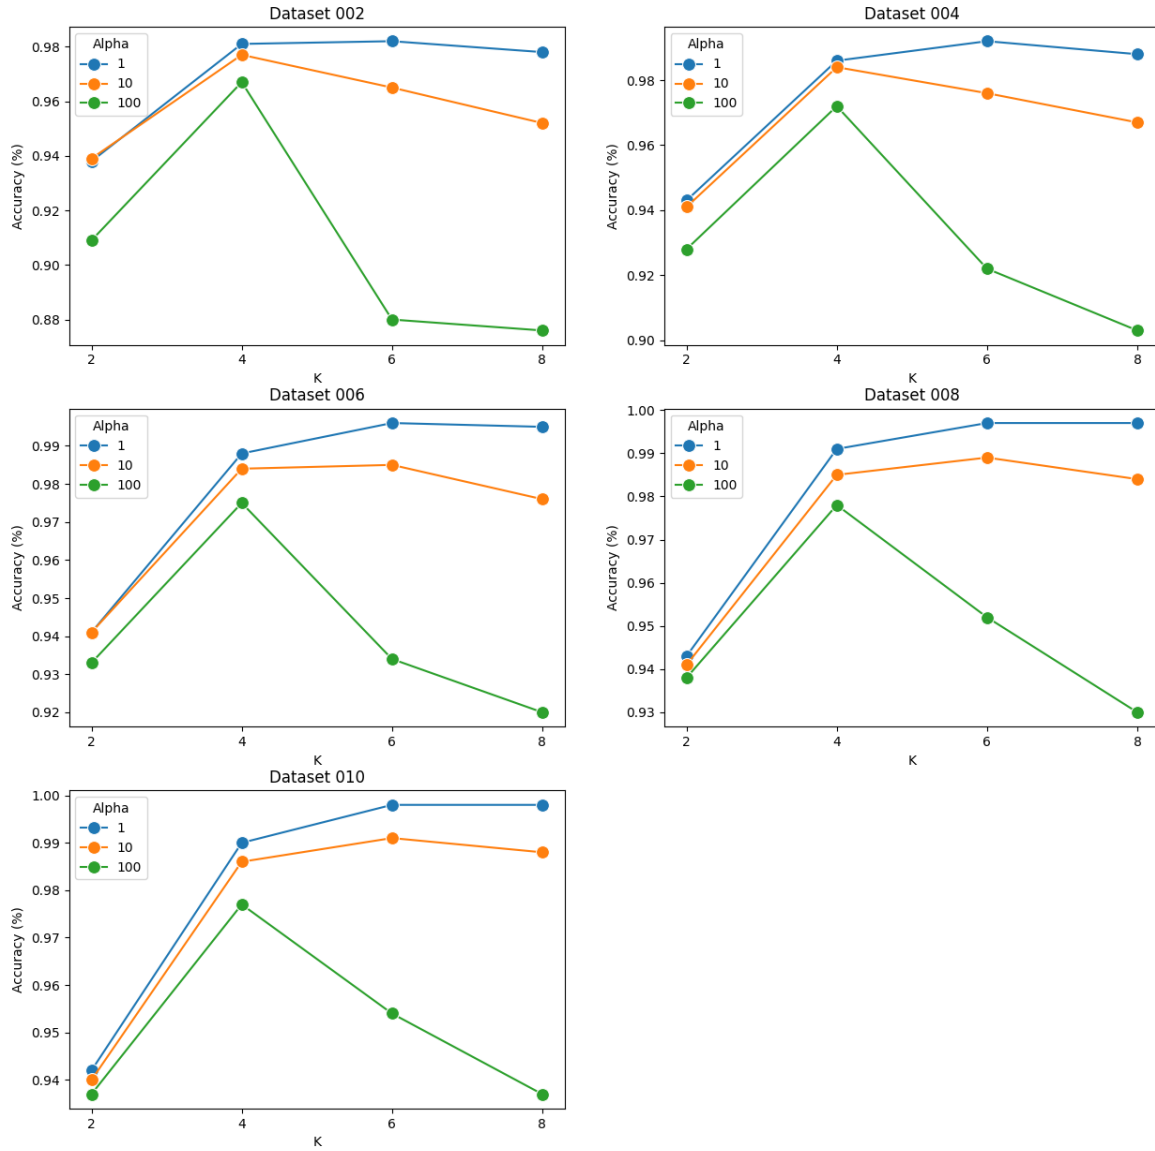 Dataset 002
Alpha
1
10
100
0.98
0.96
0.94
0.92
0.90
0.88
Accuracy (%)
2 4 6 8
K
Dataset 004
Alpha
1
10
100
0.98
0.96
0.94
0.92
0.90
Accuracy (%)
2 4 6 8
K
Dataset 006
Alpha
1
10
100
0.99
0.98
0.97
0.96
0.95
0.94
0.93
0.92
Accuracy (%)
2 4 6 8
K
Dataset 008
Alpha
1
10
100
1.00
0.99
0.98
0.97
0.96
0.95
0.94
0.93
Accuracy (%)
2 4 6 8
K
Dataset 010
Alpha
1
10
100
1.00
0.99
0.98
0.97
0.96
0.95
0.94
Accuracy (%)
2 4 6 8
K